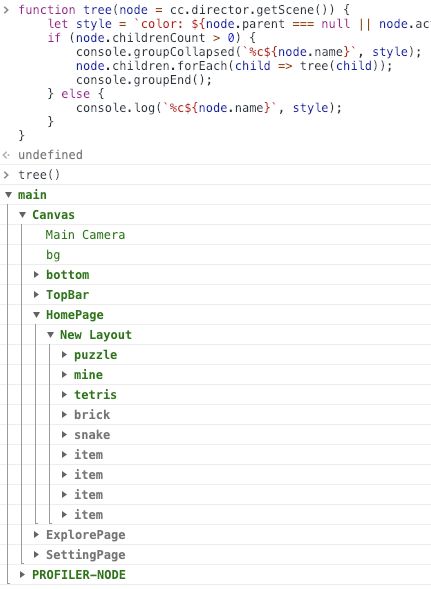 function tree(node = cc.director.getScene()) {
let style = `color: ${node.parent === null || node.ac
if (node.childrenCount > 0) {
console.groupCollapsed(`%c${node.name}`, style);
node.children.forEach(child => tree(child));
console.groupEnd();
} else {
console.log(`%c${node.name}`, style);
}
}
undefined
tree()
main
Canvas
Main Camera
bg
bottom
TopBar
HomePage
New Layout
puzzle
mine
tetris
brick
snake
item
item
item
item
ExplorePage
SettingPage
PROFILER-NODE